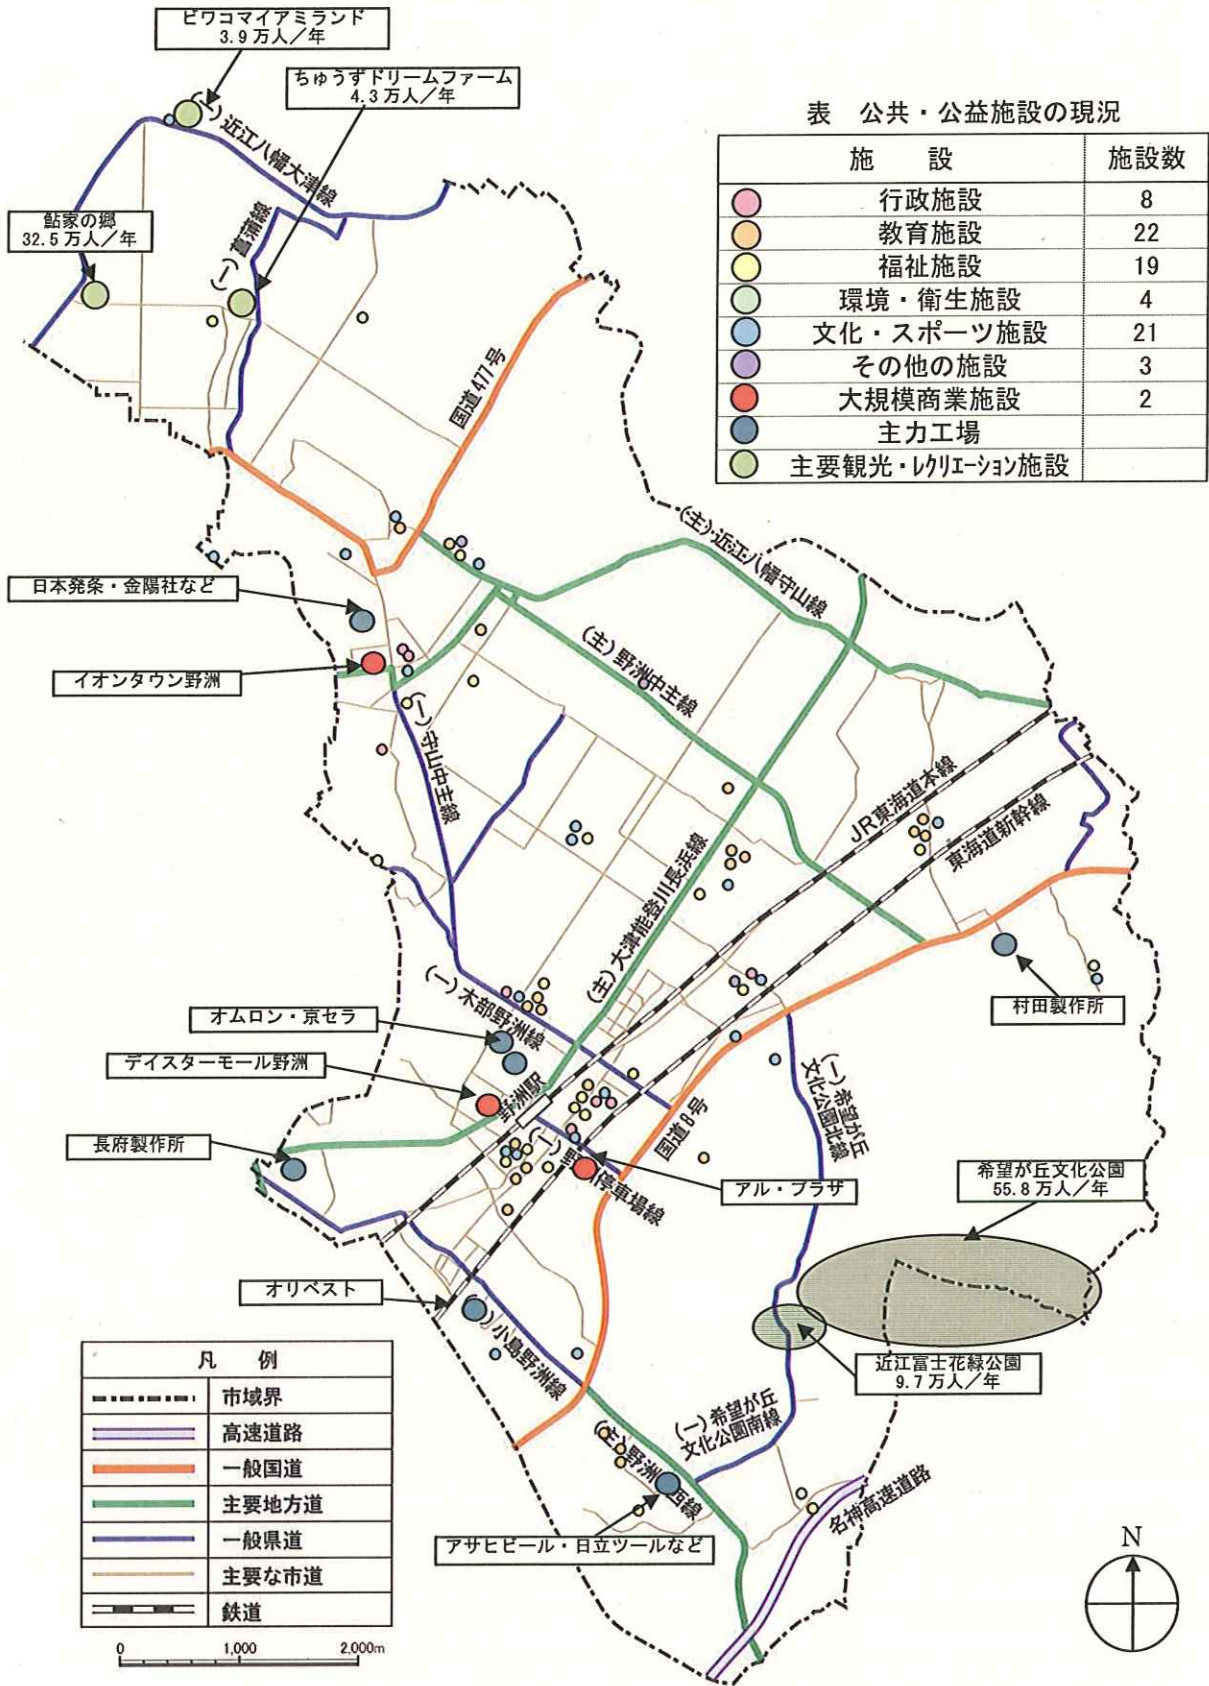 ビワコマイアミランド
3.9万人／年
ちゅうずドリームファーム
4.3万人／年
鮎家の郷
32.5万人／年
(一)近江八幡大津線
(一)菖蒲線
国道477号
表　公共・公益施設の現況
施　設　施設数
行政施設　8
教育施設　22
福祉施設　19
環境・衛生施設　4
文化・スポーツ施設　21
その他の施設　3
大規模商業施設　2
主力工場
主要観光・レクリエーション施設
(主)近江八幡守山線
日本発条・金陽社など
イオンタウン野洲
(主)野洲中主線
(一)守山中主線
JR東海道本線
東海道新幹線
(主)大津能登川長浜線
(一)木部野洲線
村田製作所
オムロン・京セラ
デイスターモール野洲
野洲駅
長府製作所
国道8号
(一)希望が丘
文化公園北線
アル・プラザ
停車場線
希望が丘文化公園
55.8万人／年
オリベスト
小島野洲線
近江富士花緑公園
9.7万人／年
(一)希望が丘
文化公園南線
(主)野洲
西線
名神高速道路
アサヒビール・日立ツールなど
凡　例
市域界
高速道路
一般国道
主要地方道
一般県道
主要な市道
鉄道
0　1,000　2,000m
N